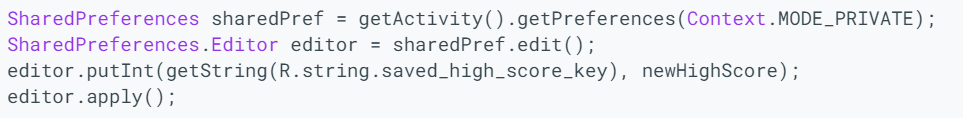 SharedPreferences sharedPref = getActivity().getPreferences(Context.MODE_PRIVATE);
SharedPreferences.Editor editor = sharedPref.edit();
editor.putInt(getString(R.string.saved_high_score_key), newHighScore);
editor.apply();